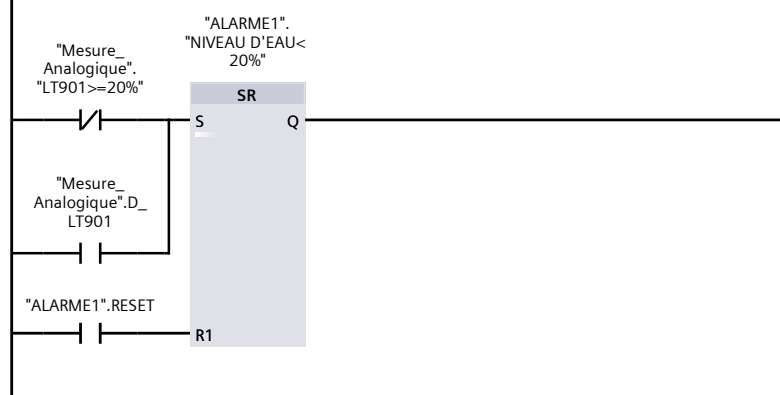 "ALARME1".
"NIVEAU D'EAU<
20%"
"Mesure_
Analogique".
"LT901>=20%"
SR
S
Q
"Mesure_
Analogique".D_
LT901
"ALARME1".RESET
R1